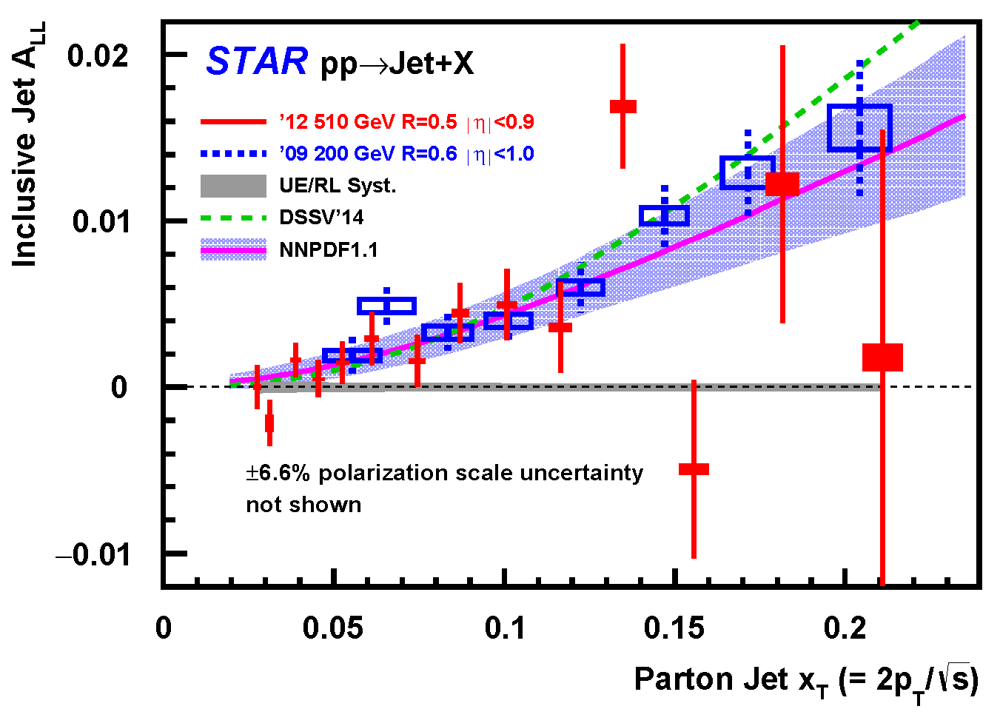 Inclusive Jet A_LL
0.02
0.01
0
−0.01
STAR pp→Jet+X
’12 510 GeV R=0.5 |η|<0.9
’09 200 GeV R=0.6 |η|<1.0
UE/RL Syst.
DSSV’14
NNPDF1.1
±6.6% polarization scale uncertainty
not shown
0 0.05 0.1 0.15 0.2
Parton Jet x_T (= 2p_T/√s)